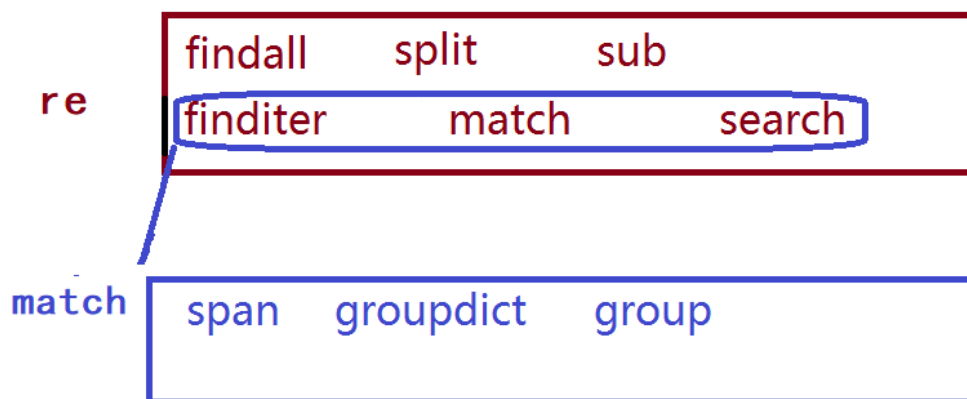 findall split sub
re
finditer match search
match
span groupdict group